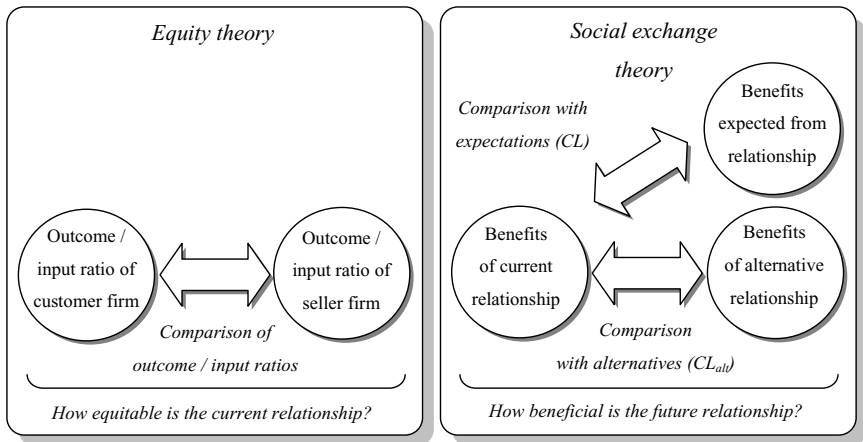 Equity theory
Outcome /
input ratio of
customer firm
Outcome /
input ratio of
seller firm
Comparison of
outcome / input ratios
How equitable is the current relationship?
Social exchange
theory
Comparison with
expectations (CL)
Benefits
expected from
relationship
Benefits
of current
relationship
Benefits
of alternative
relationship
Comparison
with alternatives (CLalt)
How beneficial is the future relationship?